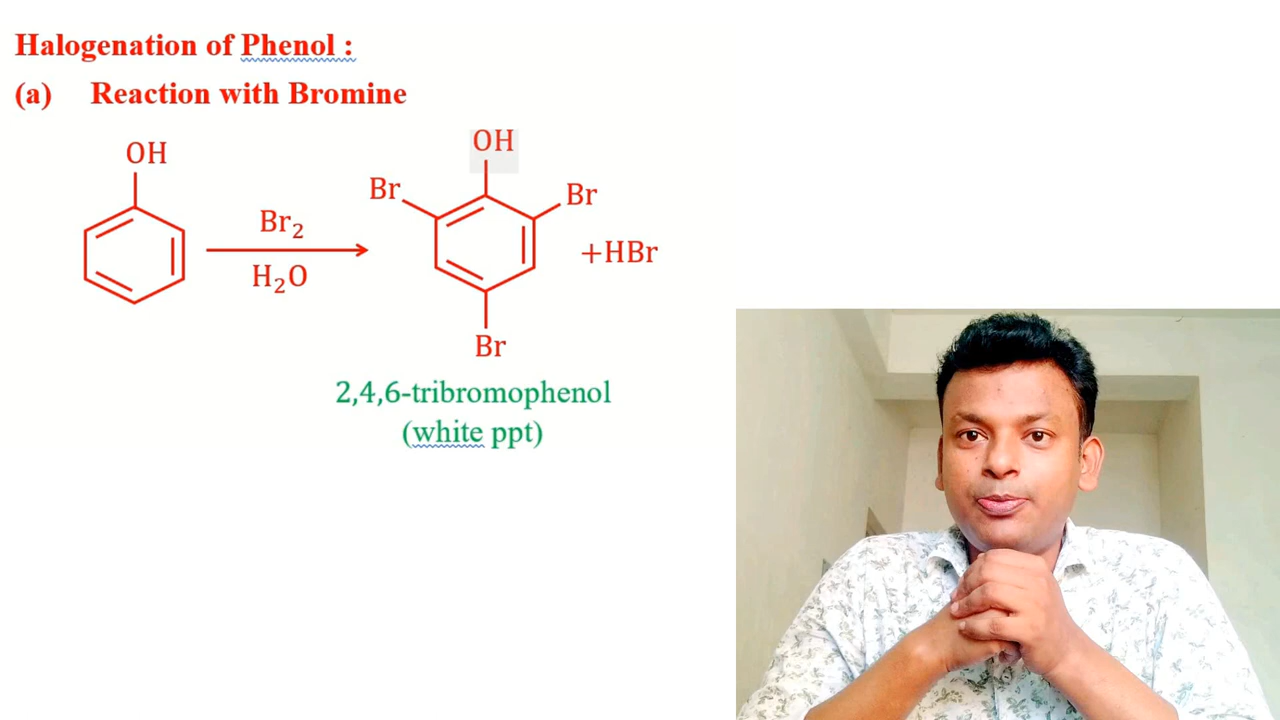 Halogenation of Phenol :
(a) Reaction with Bromine
OH
Br₂
H₂O
OH
Br
Br
+HBr
Br
2,4,6-tribromophenol
(white ppt)